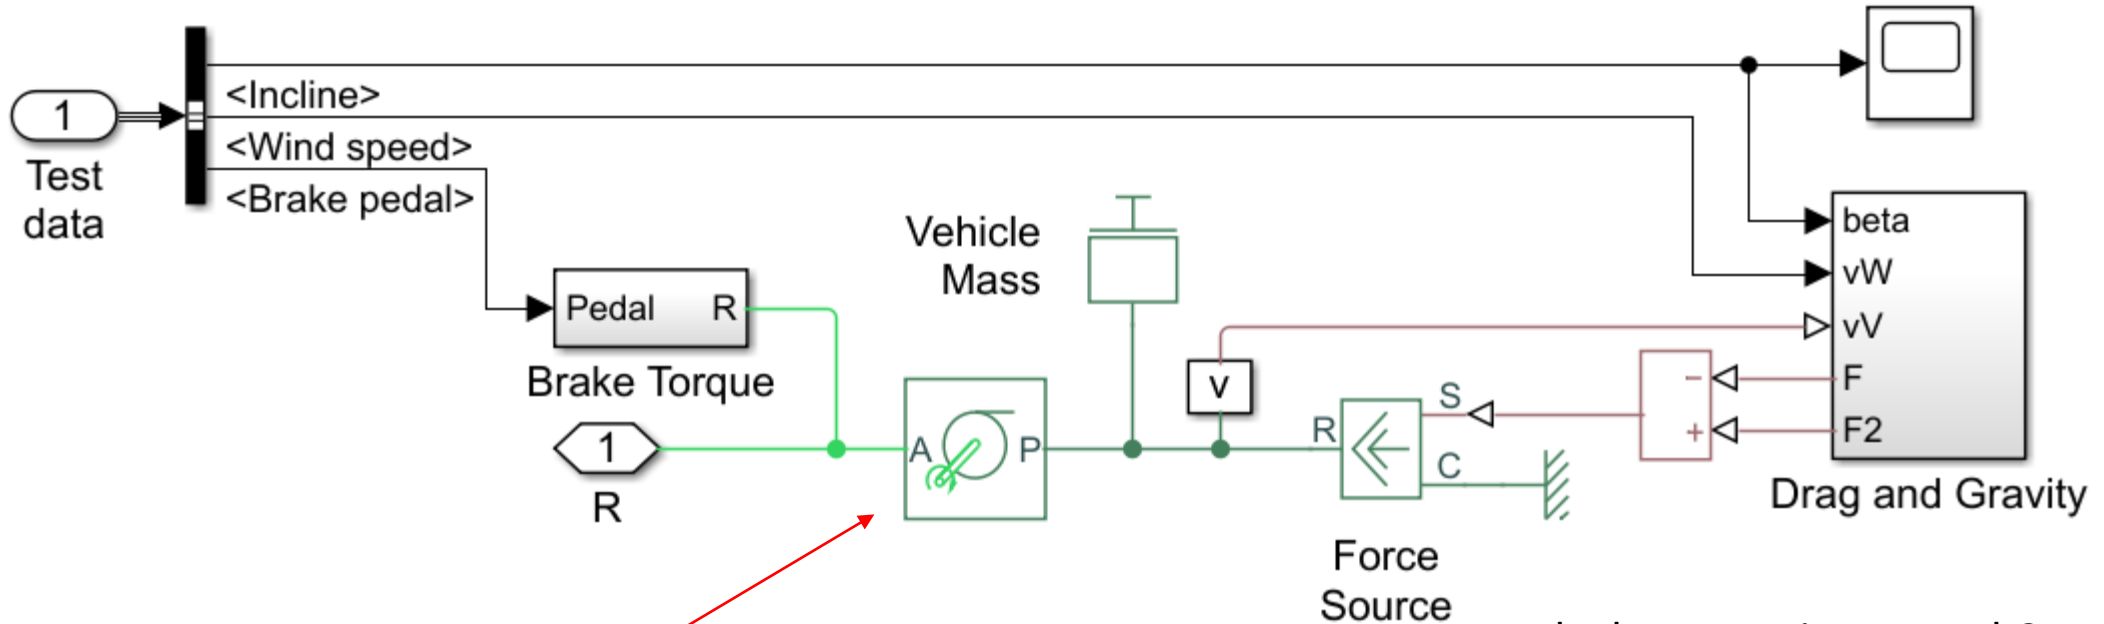 1
Test
data
<Incline>
<Wind speed>
<Brake pedal>
Pedal R
Brake Torque
1
R
A P
Vehicle
Mass
v
R
S
C
Force
Source
−
+
beta
vW
vV
F
F2
Drag and Gravity